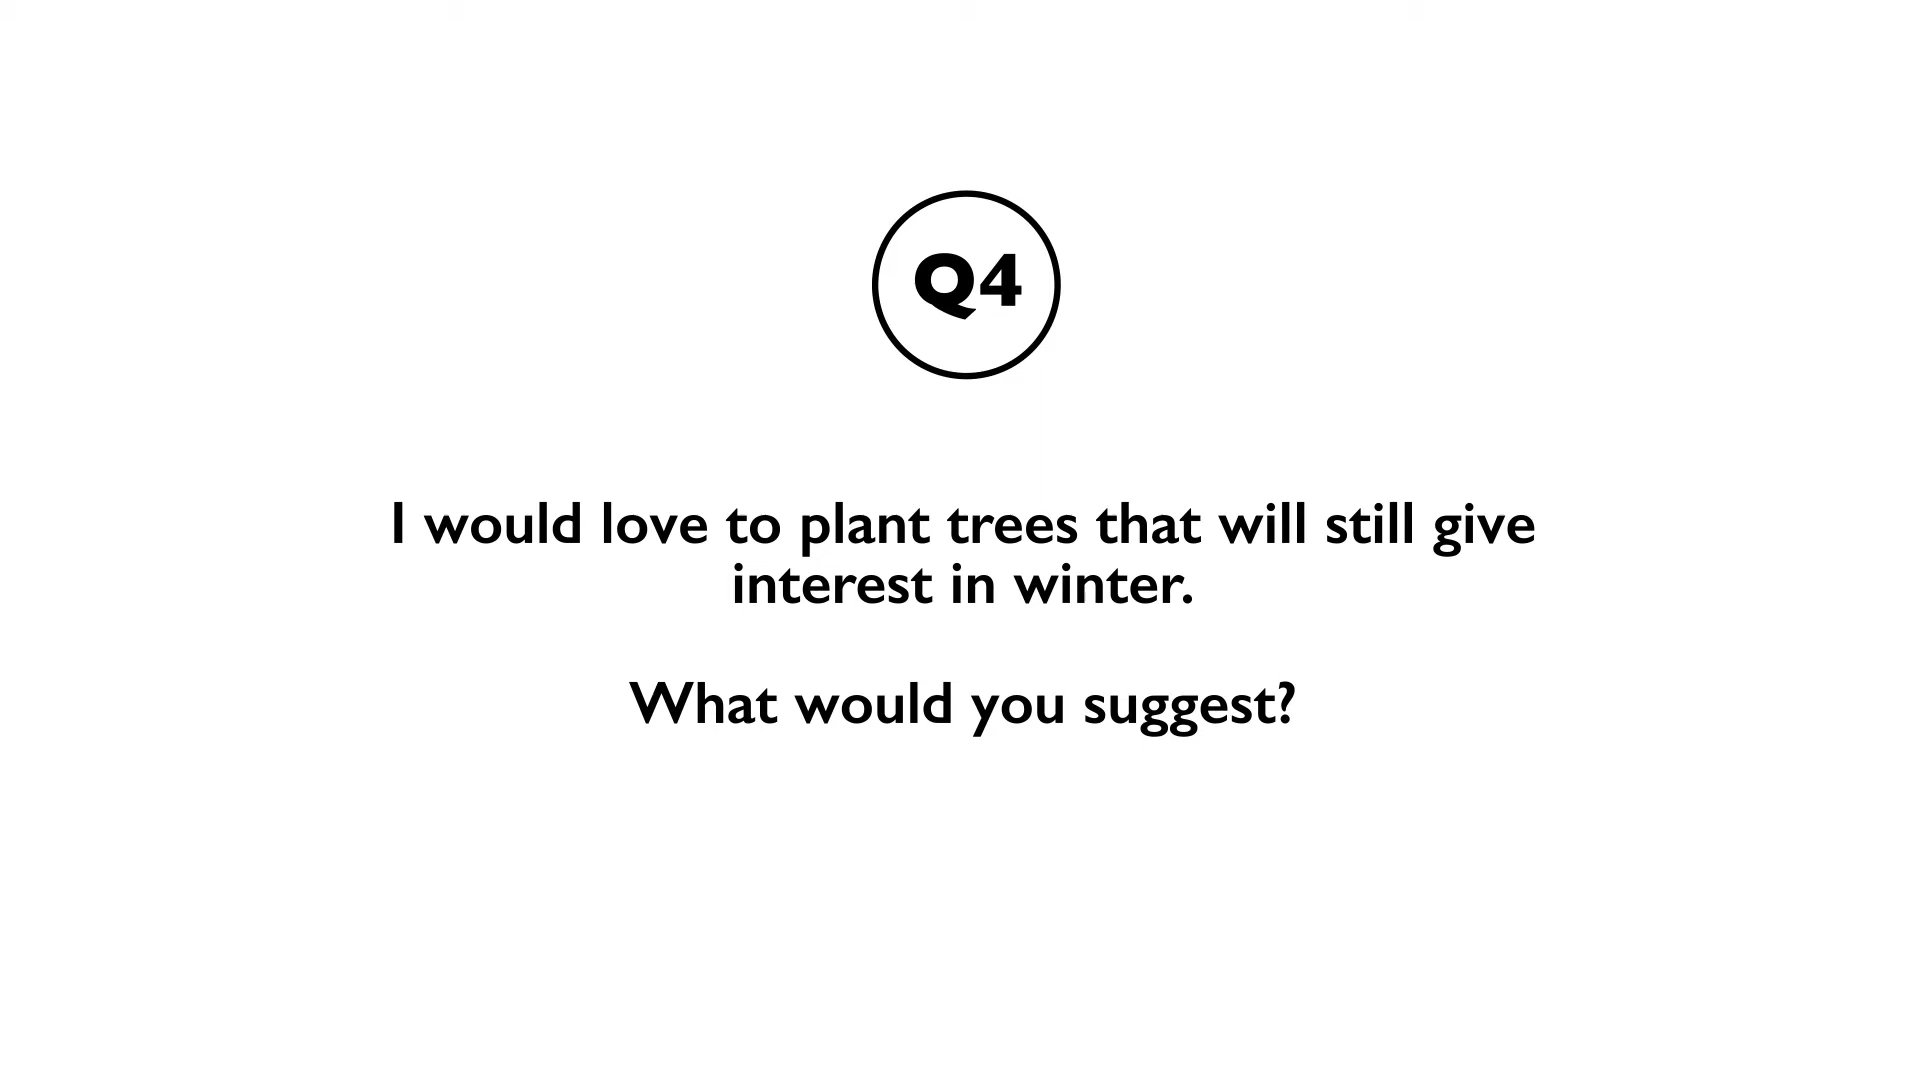 Q4
I would love to plant trees that will still give
interest in winter.
What would you suggest?